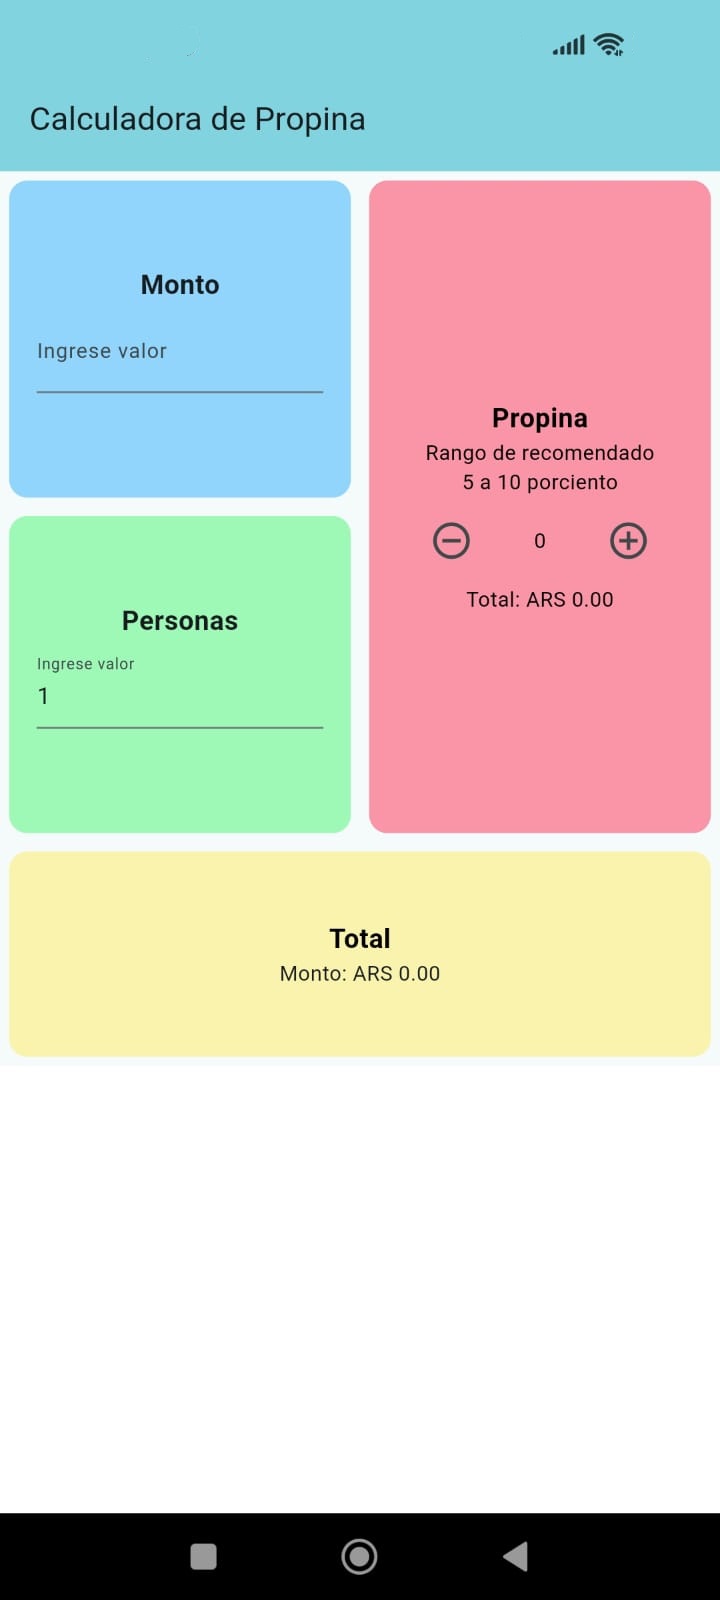 Calculadora de Propina
Monto
Ingrese valor
Personas
Ingrese valor
1
Propina
Rango de recomendado
5 a 10 porciento
0
Total: ARS 0.00
Total
Monto: ARS 0.00